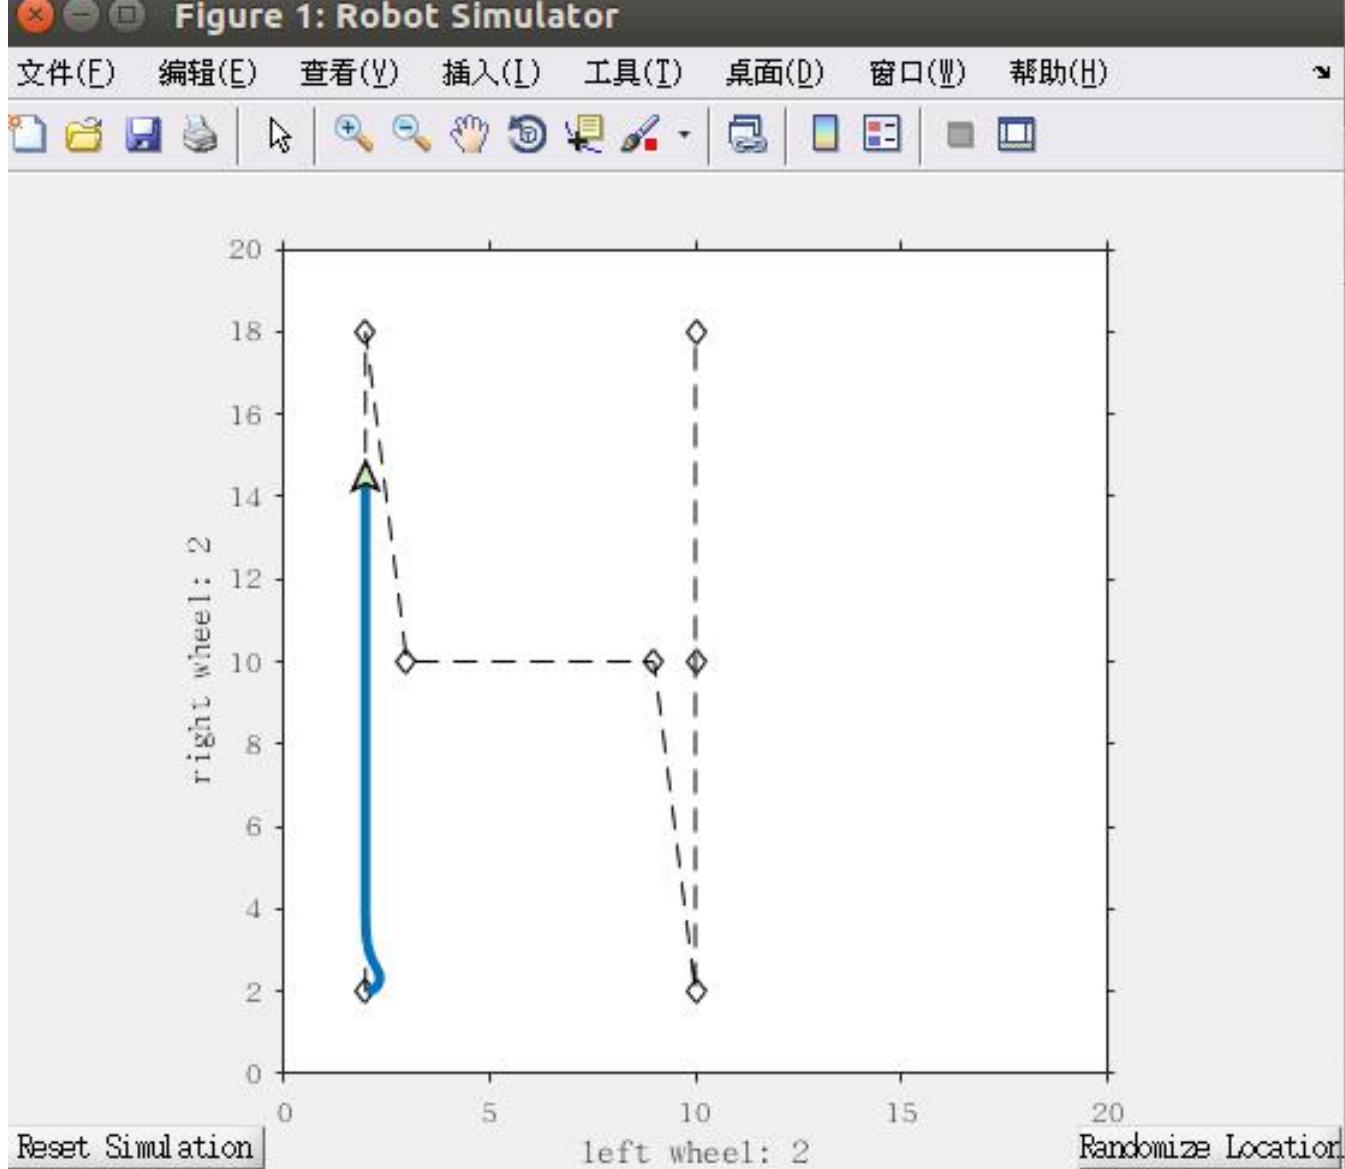 Figure 1: Robot Simulator
文件(F) 编辑(E) 查看(V) 插入(I) 工具(T) 桌面(D) 窗口(W) 帮助(H)
20
18
16
14
12
10
8
6
4
2
0
right wheel: 2
0 5 10 15 20
left wheel: 2
Reset Simulation
Randomize Location